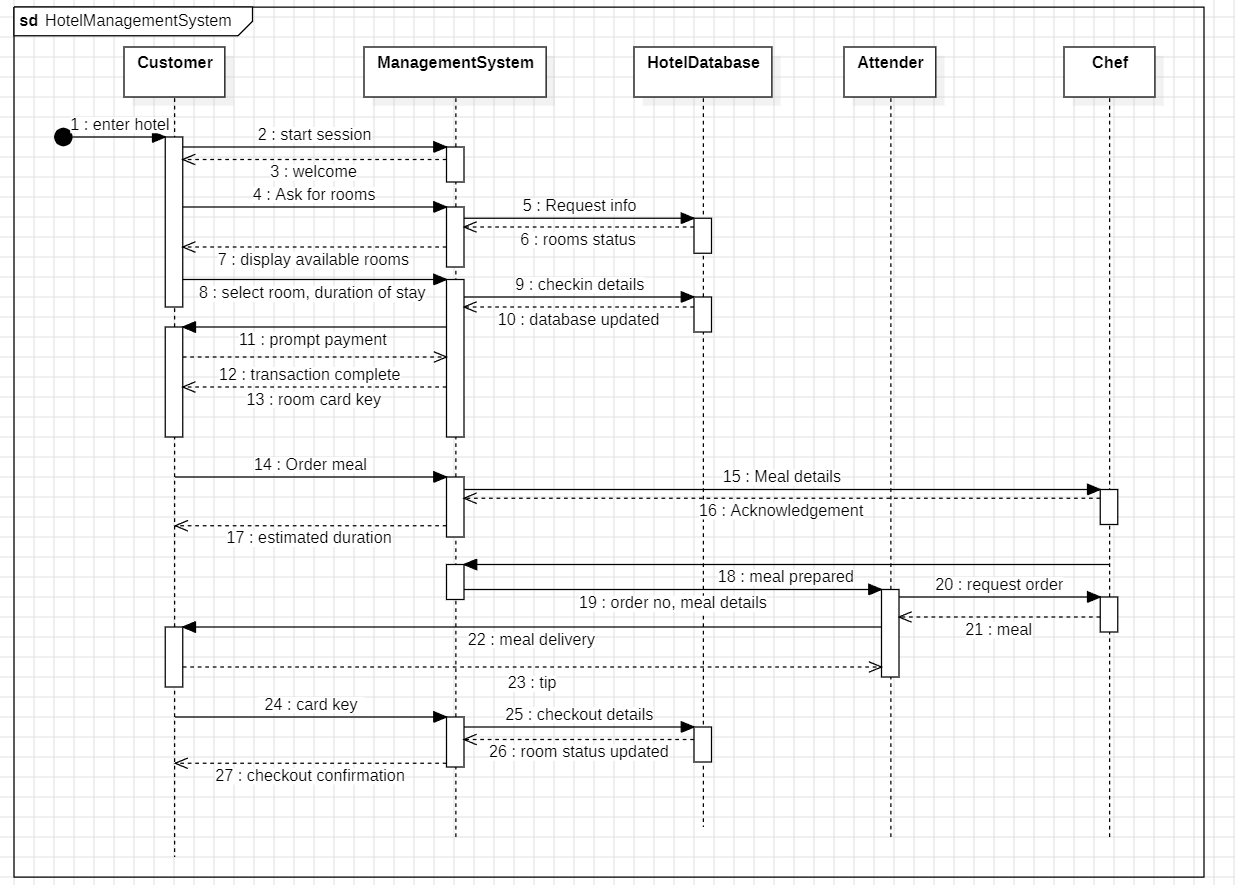 sd HotelManagementSystem
Customer
ManagementSystem
HotelDatabase
Attender
Chef
1 : enter hotel
2 : start session
3 : welcome
4 : Ask for rooms
5 : Request info
6 : rooms status
7 : display available rooms
8 : select room, duration of stay
9 : checkin details
10 : database updated
11 : prompt payment
12 : transaction complete
13 : room card key
14 : Order meal
15 : Meal details
16 : Acknowledgement
17 : estimated duration
18 : meal prepared
19 : order no, meal details
20 : request order
21 : meal
22 : meal delivery
23 : tip
24 : card key
25 : checkout details
26 : room status updated
27 : checkout confirmation